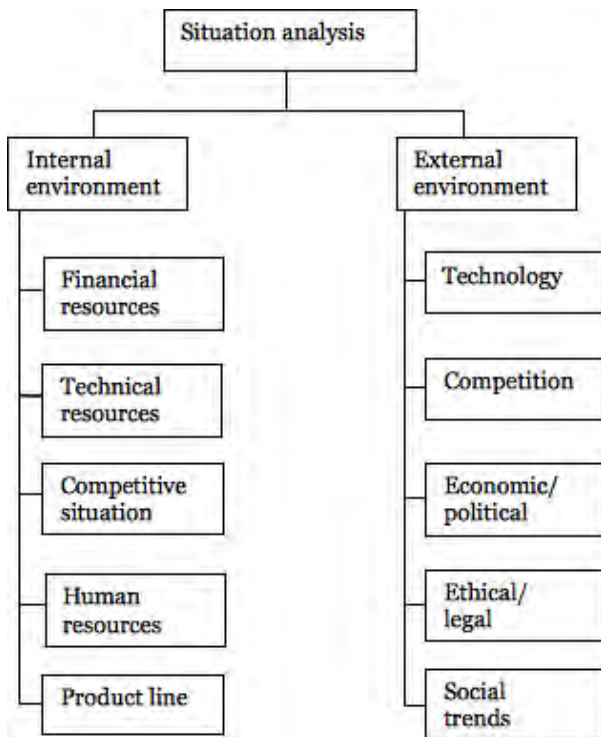 Situation analysis
Internal
environment
Financial
resources
Technical
resources
Competitive
situation
Human
resources
Product line
External
environment
Technology
Competition
Economic/
political
Ethical/
legal
Social
trends